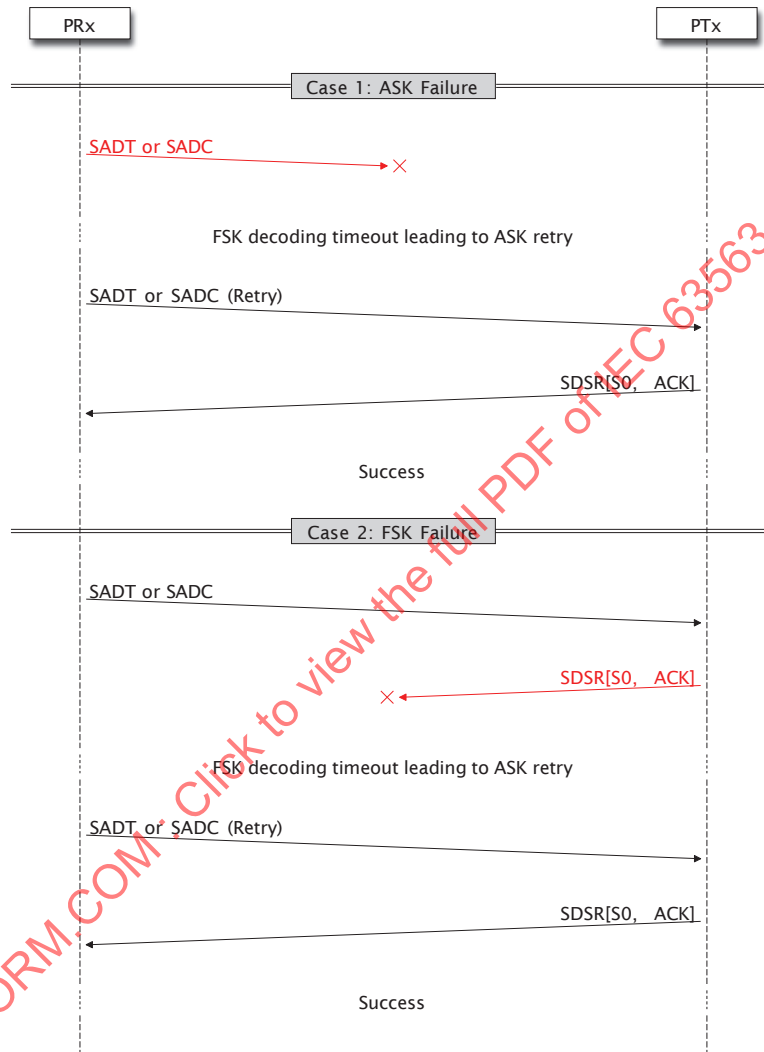 PRx PTx
Case 1: ASK Failure
SADT or SADC
FSK decoding timeout leading to ASK retry
SADT or SADC (Retry)
SDSR[S0, ACK]
Success
Case 2: FSK Failure
SADT or SADC
SDSR[S0, ACK]
FSK decoding timeout leading to ASK retry
SADT or SADC (Retry)
SDSR[S0, ACK]
Success
ORM.COM : Click to view the full PDF of IEC 63563